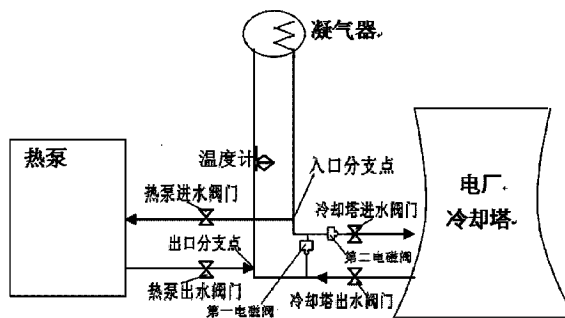 凝气器
热泵
温度计
入口分支点
电厂
冷却塔
热泵进水阀门
冷却塔进水阀门
出口分支点
第二电磁阀
热泵出水阀门
第一电磁阀
冷却塔出水阀门